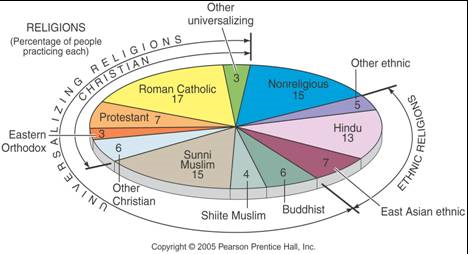 RELIGIONS
(Percentage of people
practicing each)
Other
universalizing
UNIVERSALIZING RELIGIONS
CHRISTIAN
3
Nonreligious
15
Other ethnic
5
Hindu
13
ETHNIC RELIGIONS
7
East Asian ethnic
6
Buddhist
4
Shiite Muslim
Sunni
Muslim
15
6
Other
Christian
3
Eastern
Orthodox
Protestant 7
Roman Catholic
17
Copyright © 2005 Pearson Prentice Hall, Inc.